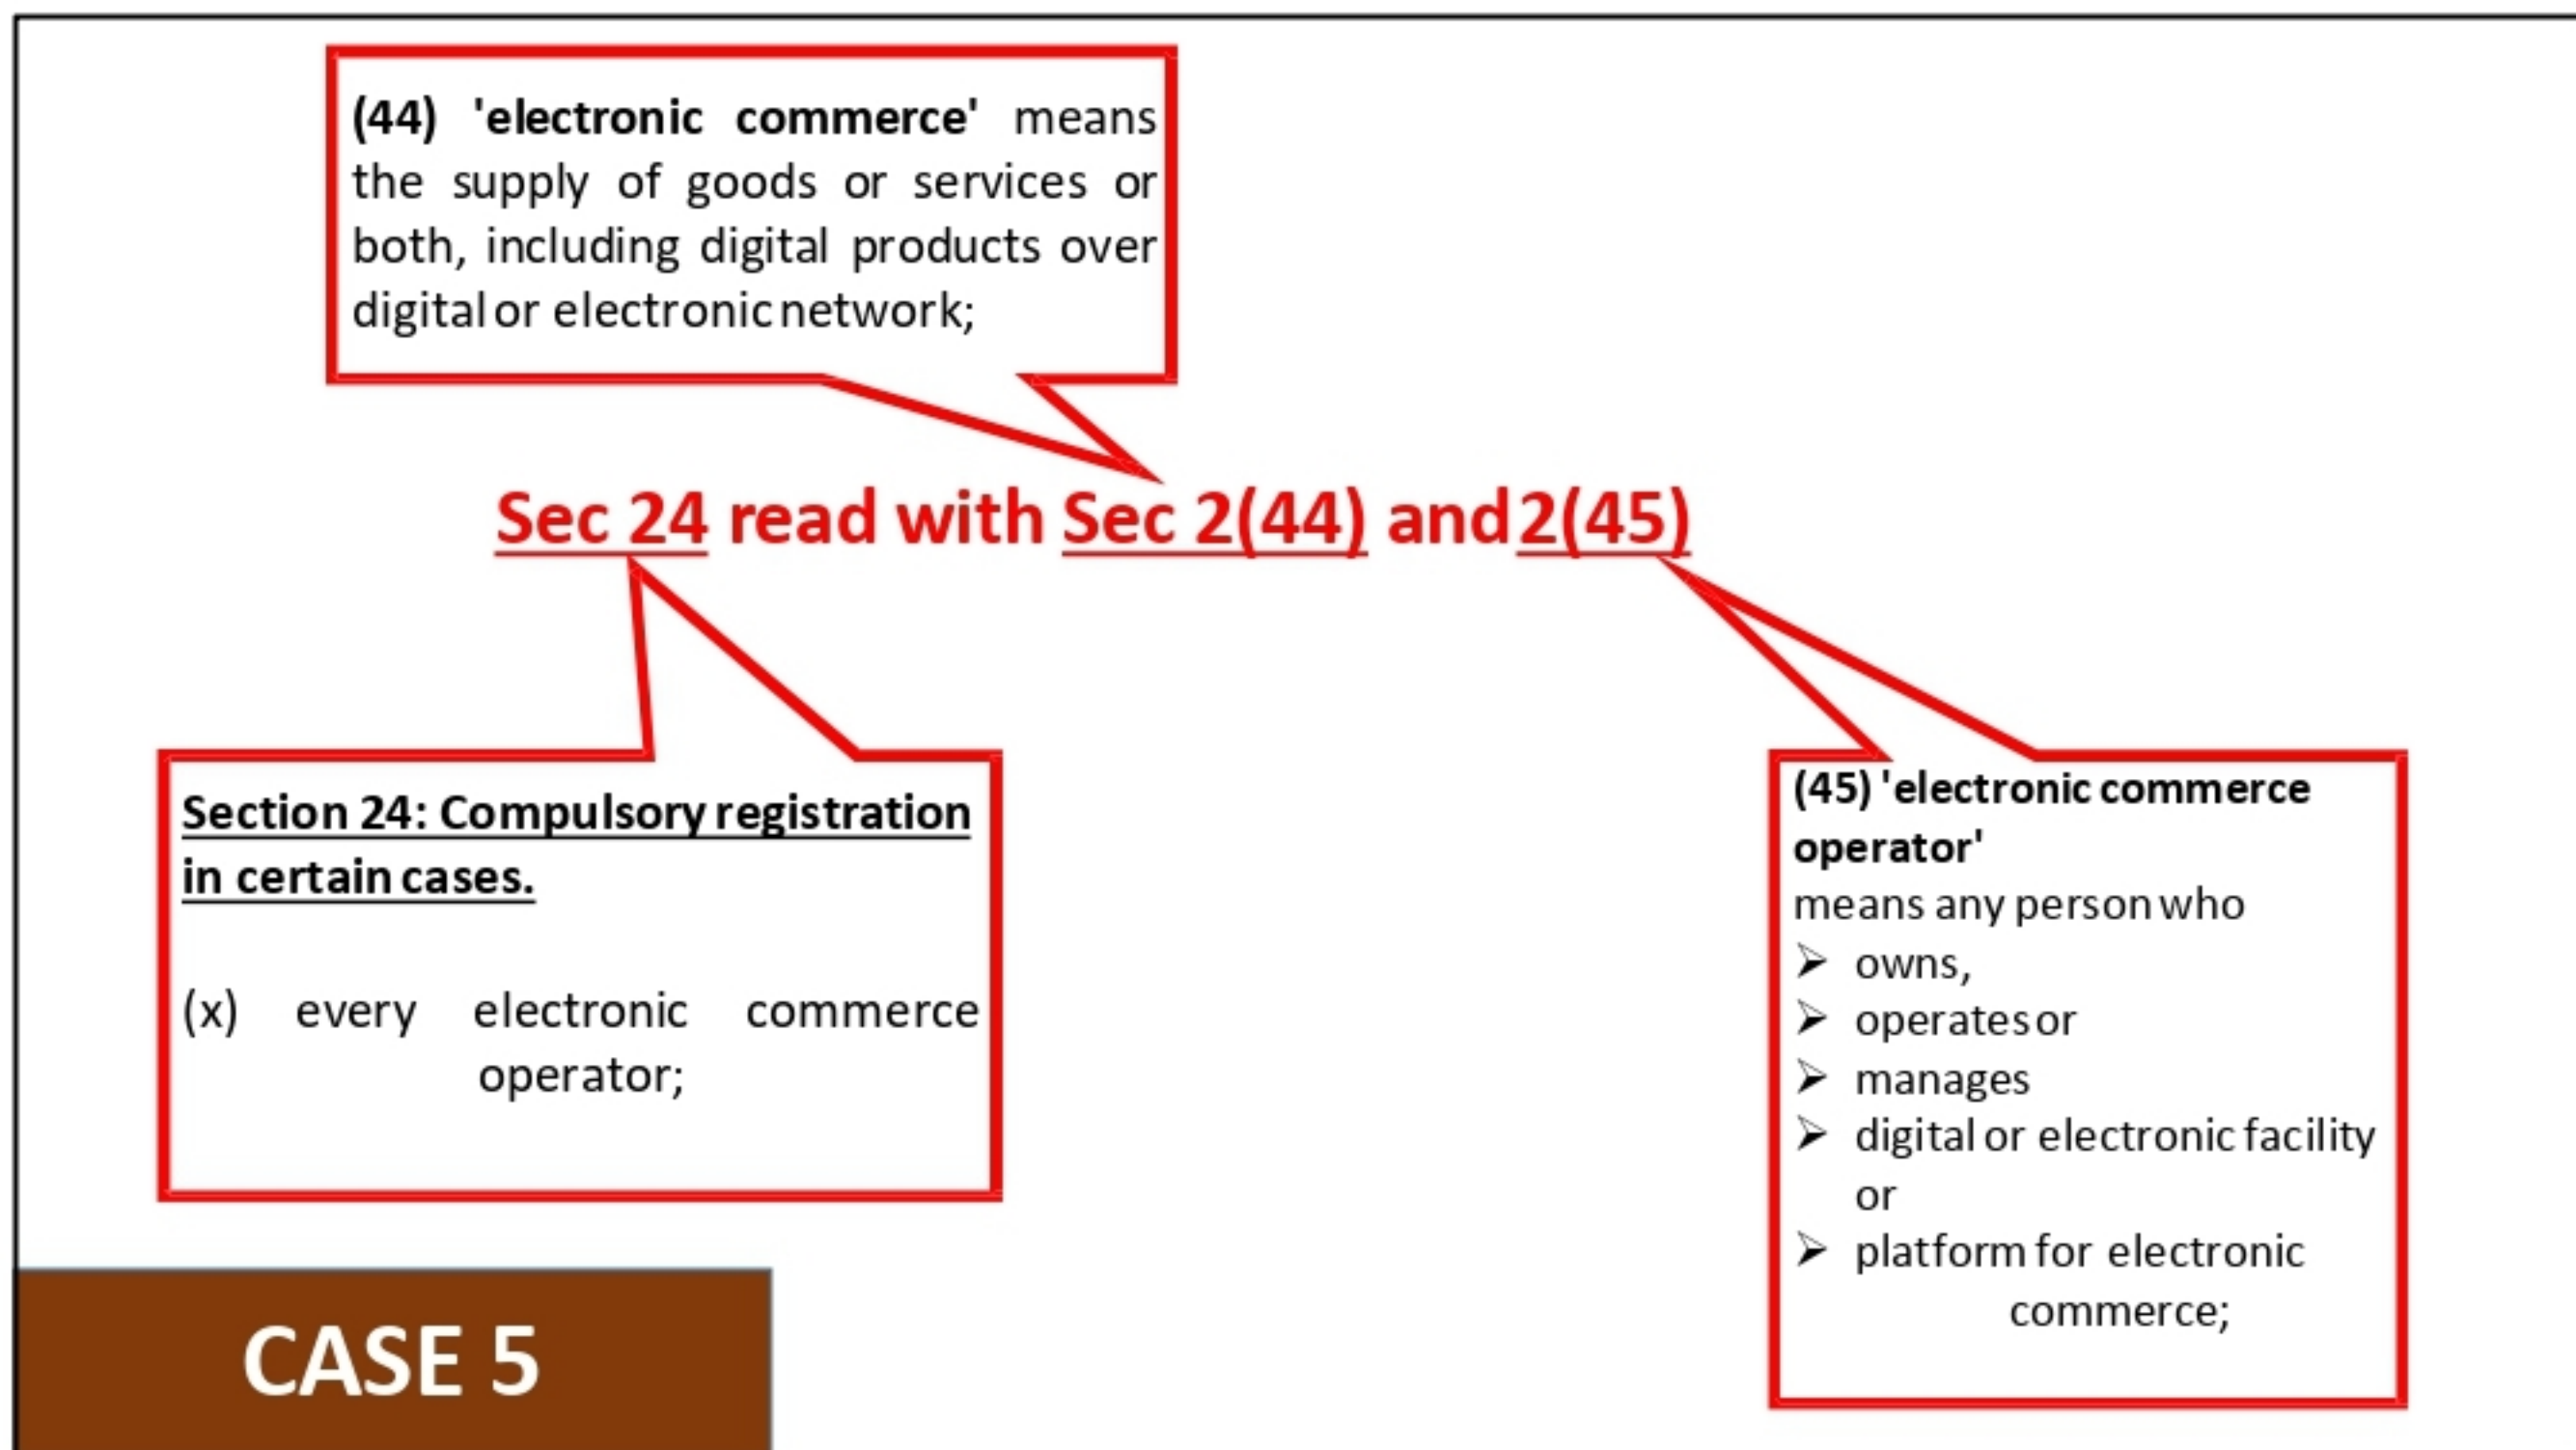 (44) 'electronic commerce' means
the supply of goods or services or
both, including digital products over
digital or electronic network;
Sec 24 read with Sec 2(44) and 2(45)
Section 24: Compulsory registration
in certain cases.
(x) every electronic commerce
operator;
(45) 'electronic commerce
operator'
means any person who
➢ owns,
➢ operates or
➢ manages
➢ digital or electronic facility
or
➢ platform for electronic
commerce;
CASE 5